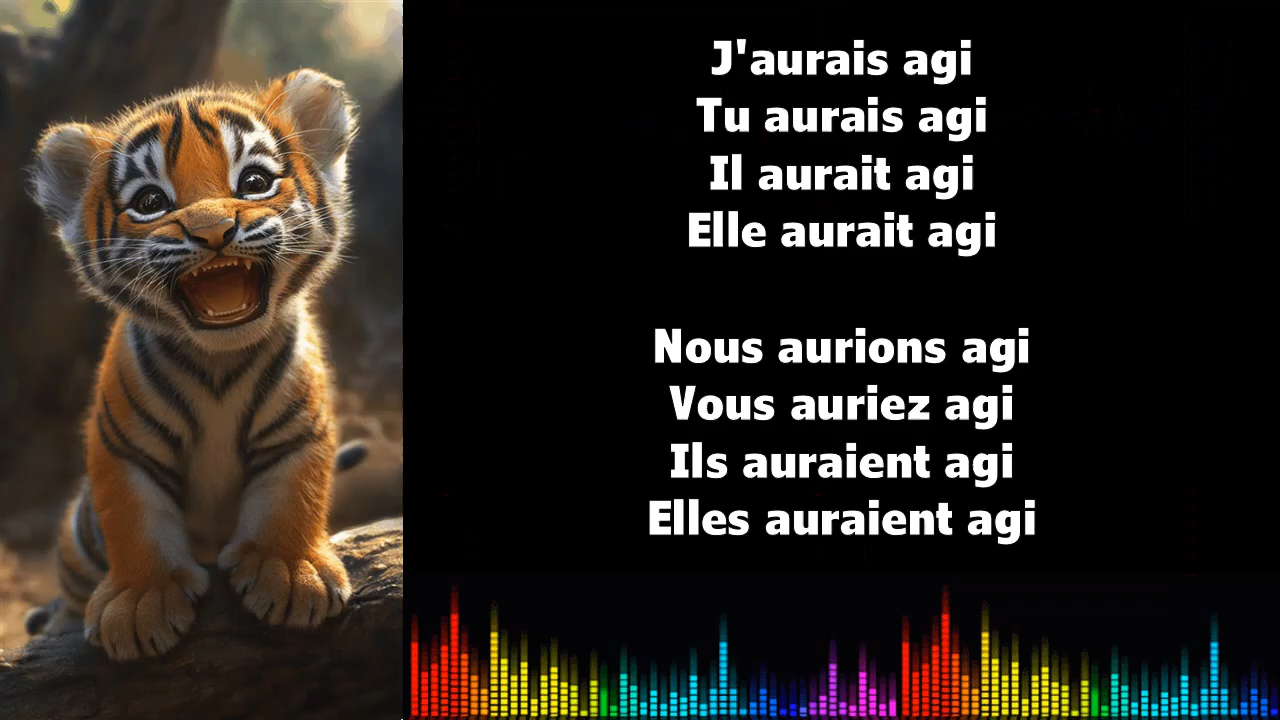 J'aurais agi
Tu aurais agi
Il aurait agi
Elle aurait agi
Nous aurions agi
Vous auriez agi
Ils auraient agi
Elles auraient agi